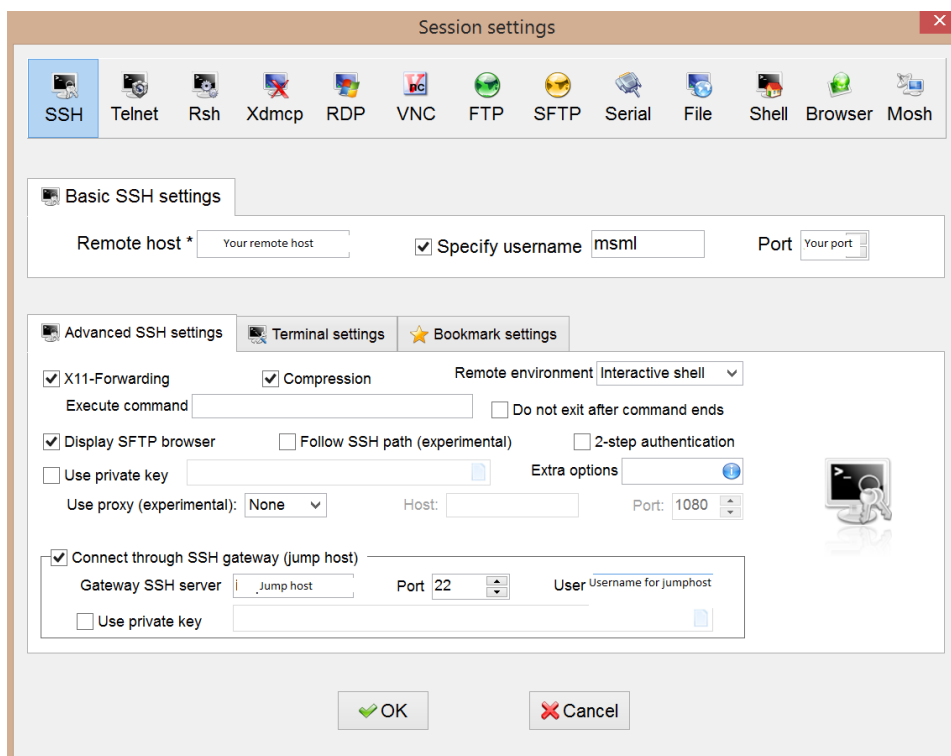 Session settings
SSH Telnet Rsh Xdmcp RDP VNC FTP SFTP Serial File Shell Browser Mosh
Basic SSH settings
Remote host * Your remote host Specify username msml Port Your port
Advanced SSH settings Terminal settings Bookmark settings
X11-Forwarding Compression Remote environment Interactive shell
Execute command Do not exit after command ends
Display SFTP browser Follow SSH path (experimental) 2-step authentication
Use private key Extra options
Use proxy (experimental): None Host: Port: 1080
Connect through SSH gateway (jump host)
Gateway SSH server Jump host Port 22 User Username for jumphost
Use private key
OK Cancel